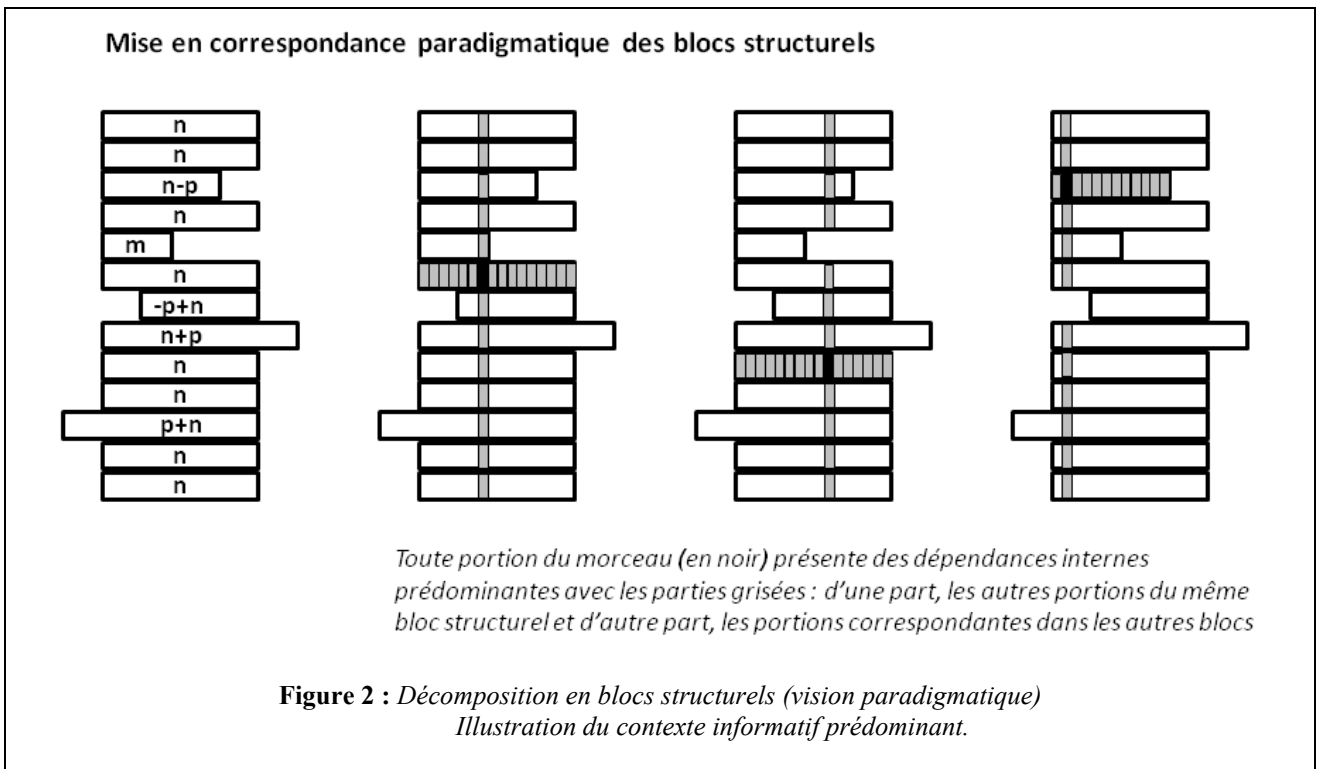 Mise en correspondance paradigmatique des blocs structurels
n
n
n-p
n
m
n
-p+n
n+p
n
n
p+n
n
n
Toute portion du morceau (en noir) présente des dépendances internes
prédominantes avec les parties grisées : d'une part, les autres portions du même
bloc structurel et d'autre part, les portions correspondantes dans les autres blocs
Figure 2 : Décomposition en blocs structurels (vision paradigmatique)
Illustration du contexte informatif prédominant.